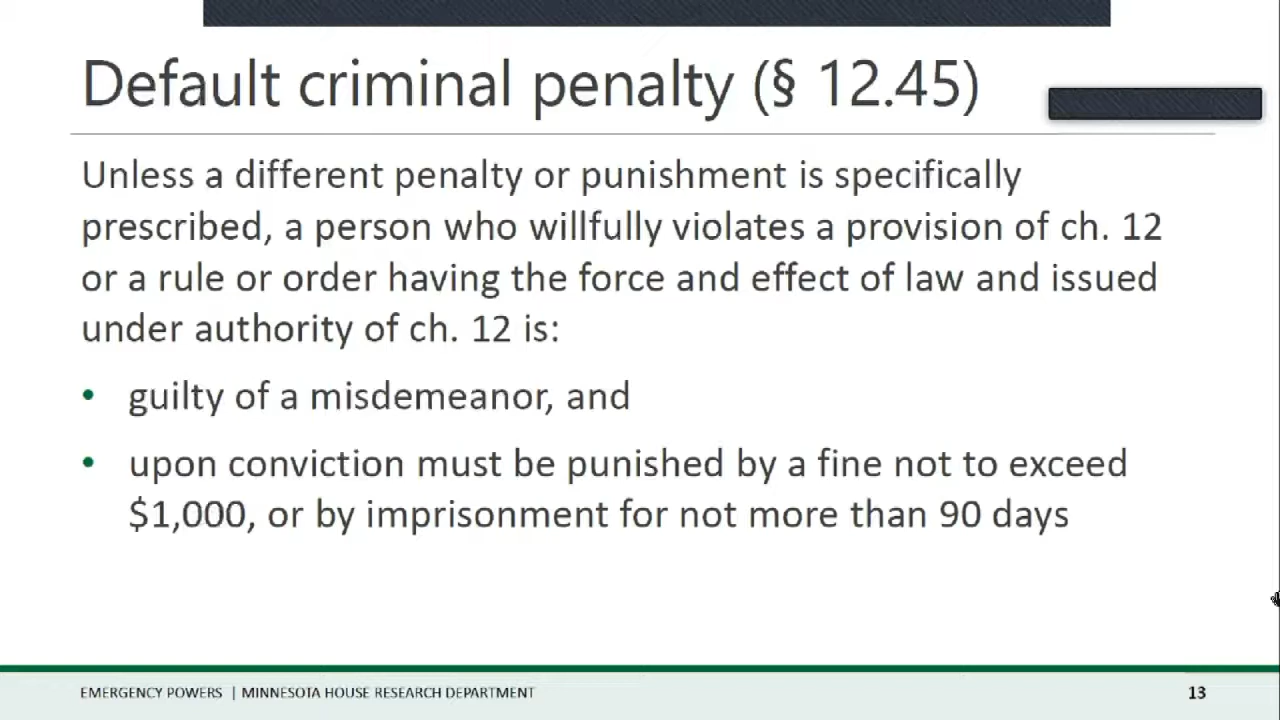 Default criminal penalty (§ 12.45)
Unless a different penalty or punishment is specifically
prescribed, a person who willfully violates a provision of ch. 12
or a rule or order having the force and effect of law and issued
under authority of ch. 12 is:
• guilty of a misdemeanor, and
• upon conviction must be punished by a fine not to exceed
$1,000, or by imprisonment for not more than 90 days
EMERGENCY POWERS | MINNESOTA HOUSE RESEARCH DEPARTMENT 13